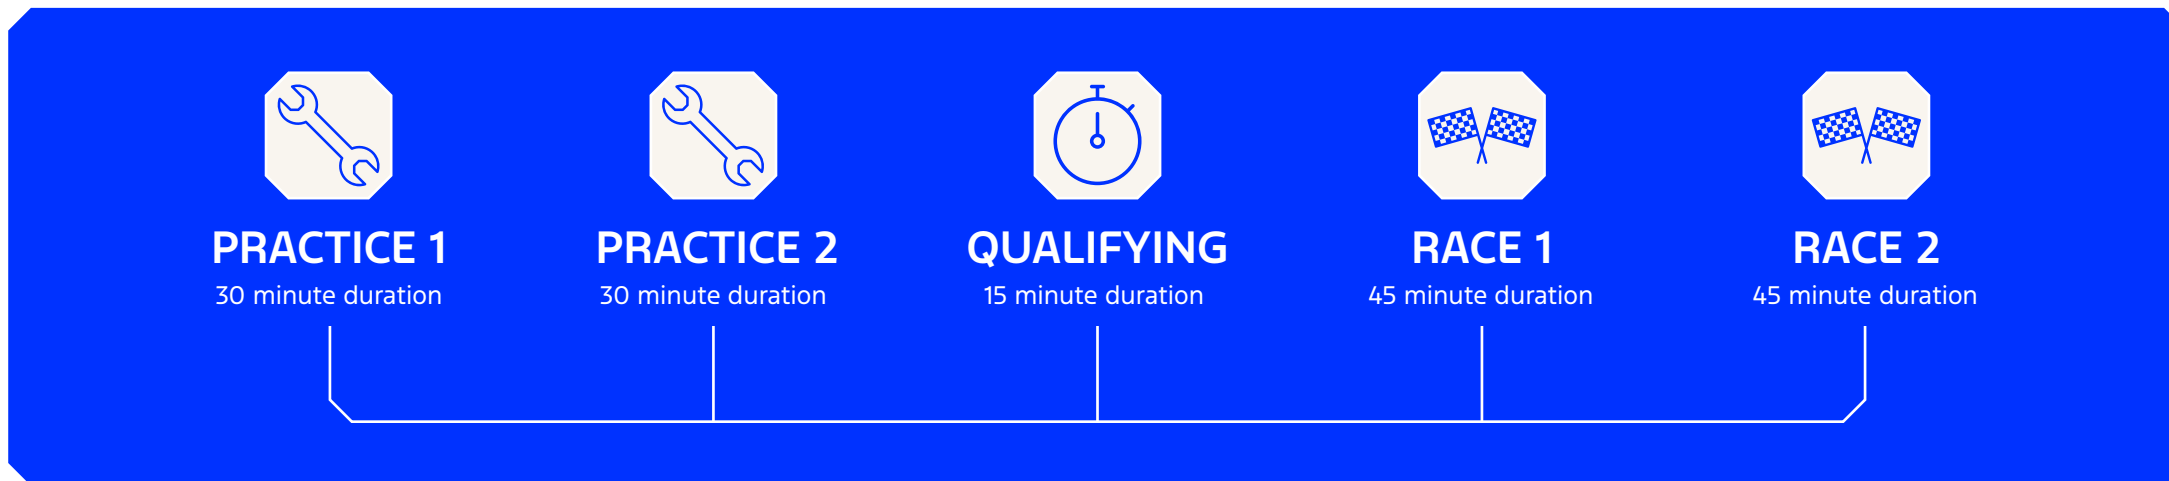 PRACTICE 1
30 minute duration
PRACTICE 2
30 minute duration
QUALIFYING
15 minute duration
RACE 1
45 minute duration
RACE 2
45 minute duration